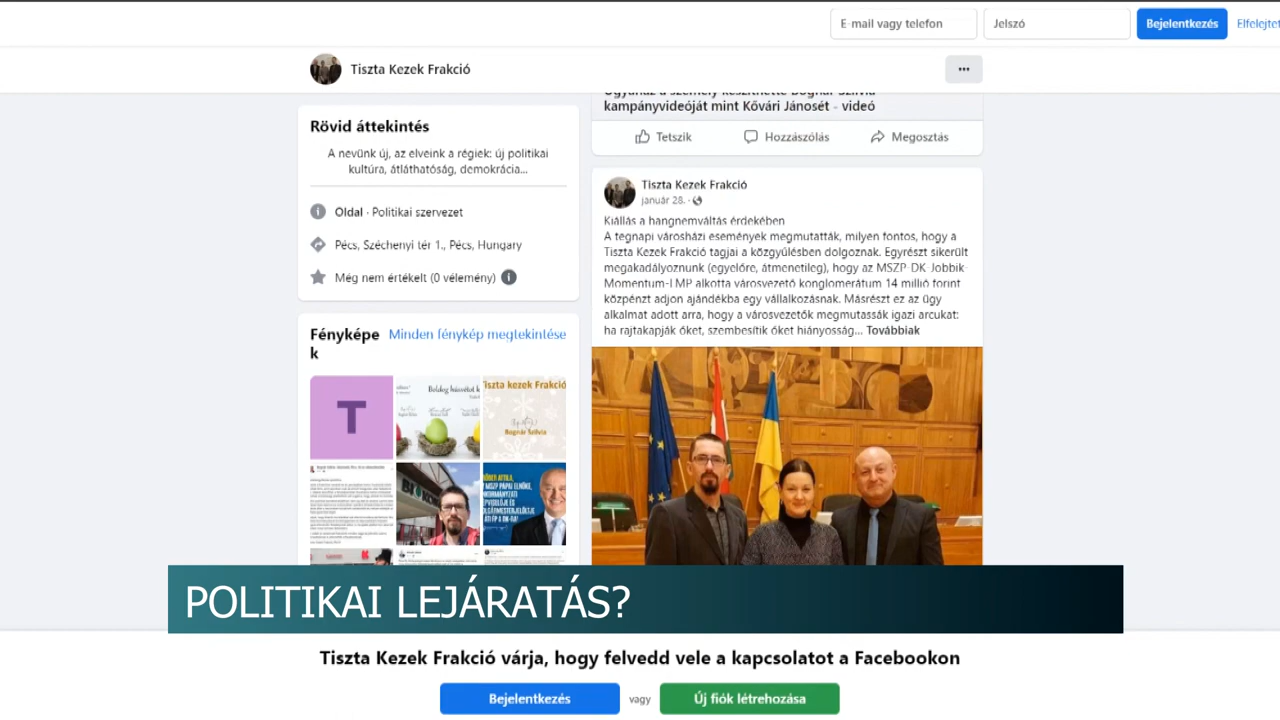 E-mail vagy telefon
Jelszó
Bejelentkezés
Elfelejtet
Tiszta Kezek Frakció
Rövid áttekintés
A nevünk új, az elveink a régiek: új politikai
kultúra, átláthatóság, demokrácia...
Oldal · Politikai szervezet
Pécs, Széchenyi tér 1., Pécs, Hungary
Még nem értékelt (0 vélemény)
Fényképe
k
Minden fénykép megtekintése
T
Boldog húsvétot k
Tiszta kezek Frakció
Bognár Szilvia
kampányvideóját mint Kővári Jánosét - videó
Tetszik
Hozzászólás
Megosztás
Tiszta Kezek Frakció
január 28. ·
Kiállás a hangnemváltás érdekében
A tegnapi városházi események megmutatták, milyen fontos, hogy a
Tiszta Kezek Frakció tagjai a közgyűlésben dolgoznak. Egyrészt sikerült
megakadályoznunk (egyelőre, átmenetileg), hogy az MSZP-DK-Jobbik-
Momentum-LMP alkotta városvezető konglomerátum 14 millió forint
közpénzt adjon ajándékba egy vállalkozásnak. Másrészt ez az ügy
alkalmat adott arra, hogy a városvezetők megmutassák igazi arcukat:
ha rajtakapják őket, szembesítik őket hiányosság... Továbbiak
POLITIKAI LEJÁRATÁS?
Tiszta Kezek Frakció várja, hogy felvedd vele a kapcsolatot a Facebookon
Bejelentkezés
vagy
Új fiók létrehozása